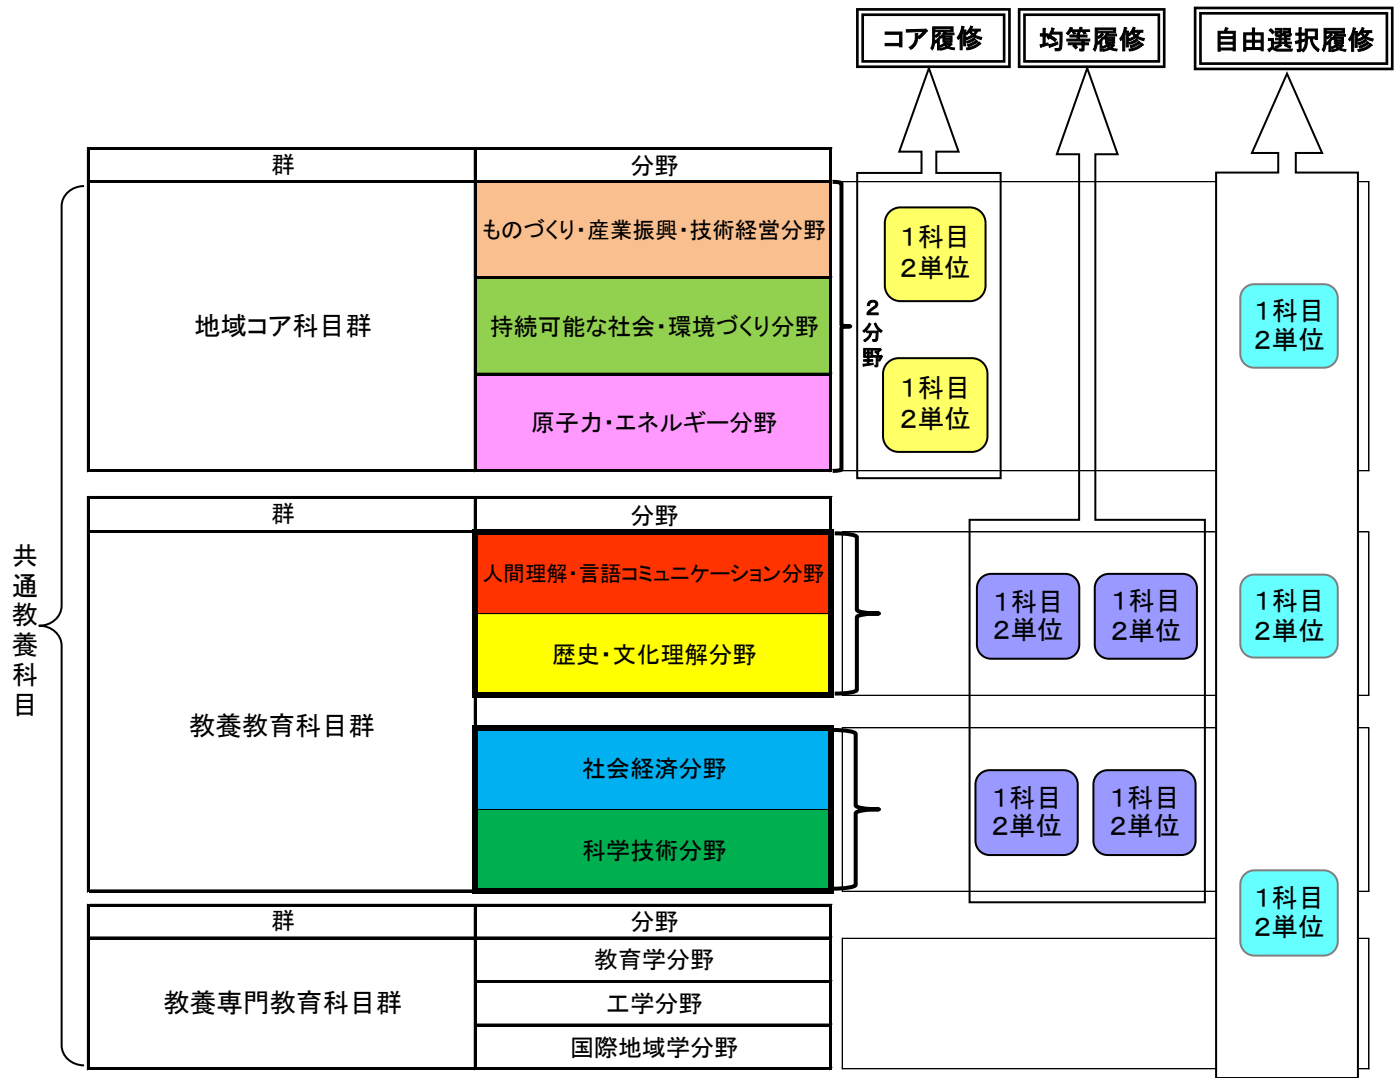 コア履修
均等履修
自由選択履修
群
分野
ものづくり・産業振興・技術経営分野
地域コア科目群
持続可能な社会・環境づくり分野
原子力・エネルギー分野
2
分
野
1科目
2単位
1科目
2単位
1科目
2単位
群
分野
共
通
教
養
科
目
人間理解・言語コミュニケーション分野
歴史・文化理解分野
教養教育科目群
社会経済分野
科学技術分野
1科目
2単位
1科目
2単位
1科目
2単位
1科目
2単位
1科目
2単位
1科目
2単位
群
分野
教育学分野
教養専門教育科目群
工学分野
国際地域学分野